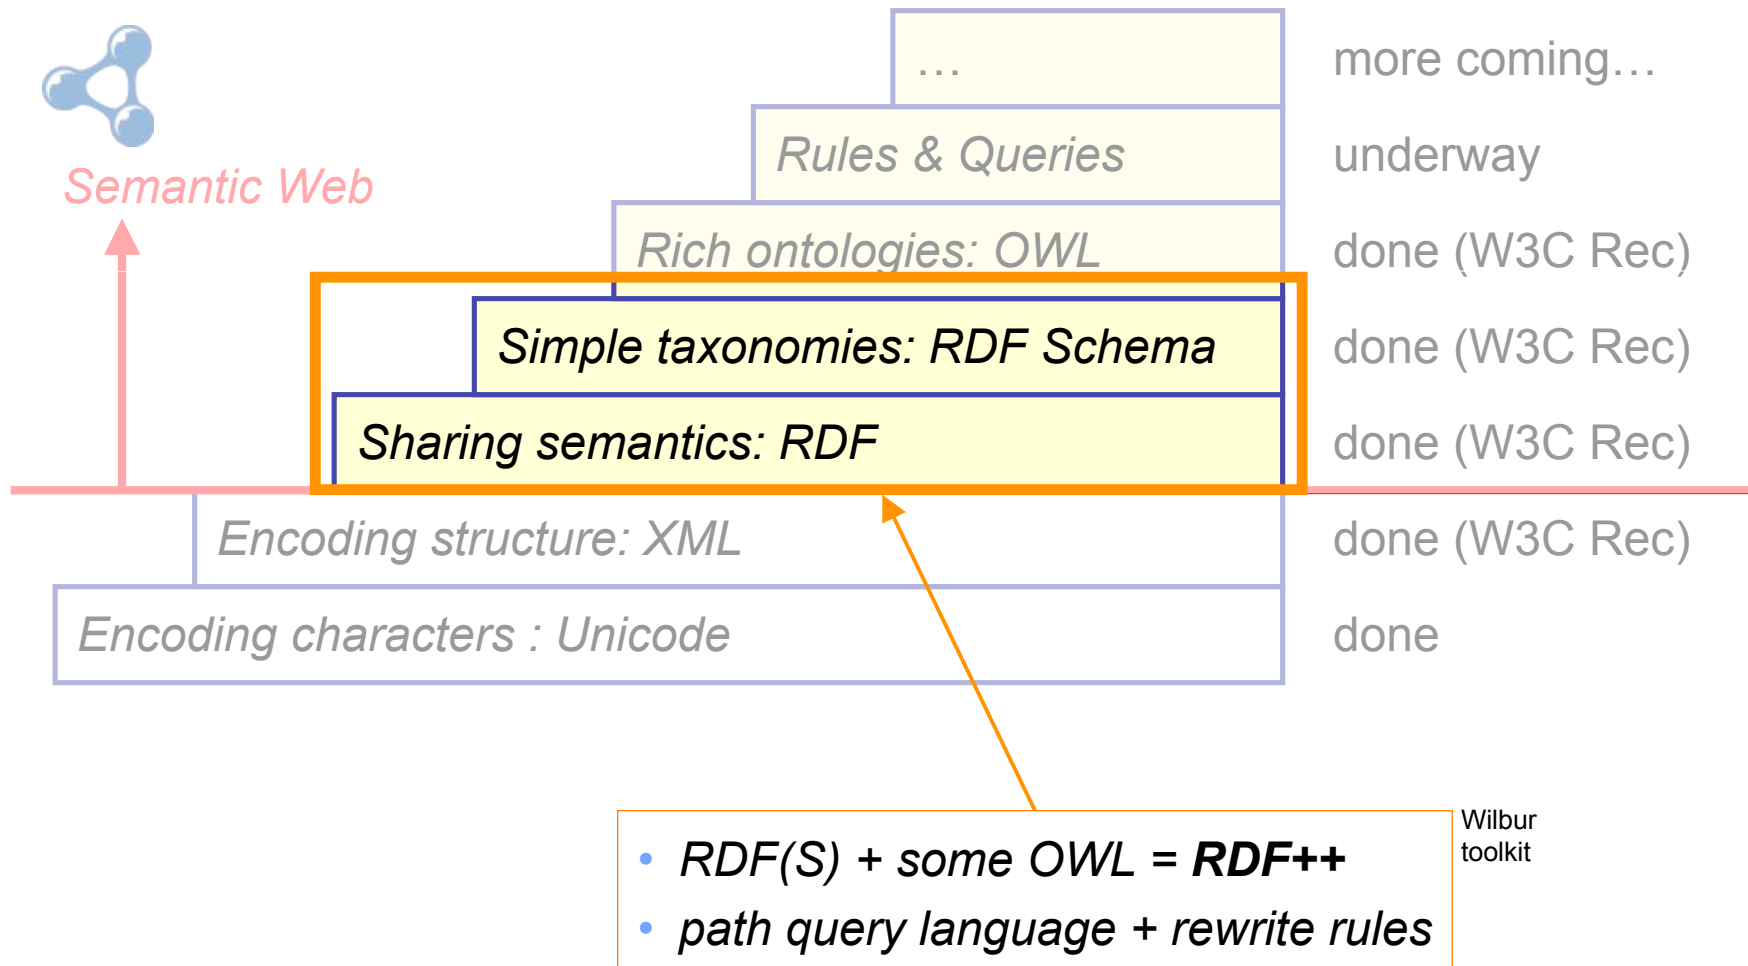 … more coming…
Rules & Queries underway
Semantic Web
Rich ontologies: OWL done (W3C Rec)
Simple taxonomies: RDF Schema done (W3C Rec)
Sharing semantics: RDF done (W3C Rec)
Encoding structure: XML done (W3C Rec)
Encoding characters : Unicode done
Wilbur
toolkit
• RDF(S) + some OWL = RDF++
• path query language + rewrite rules